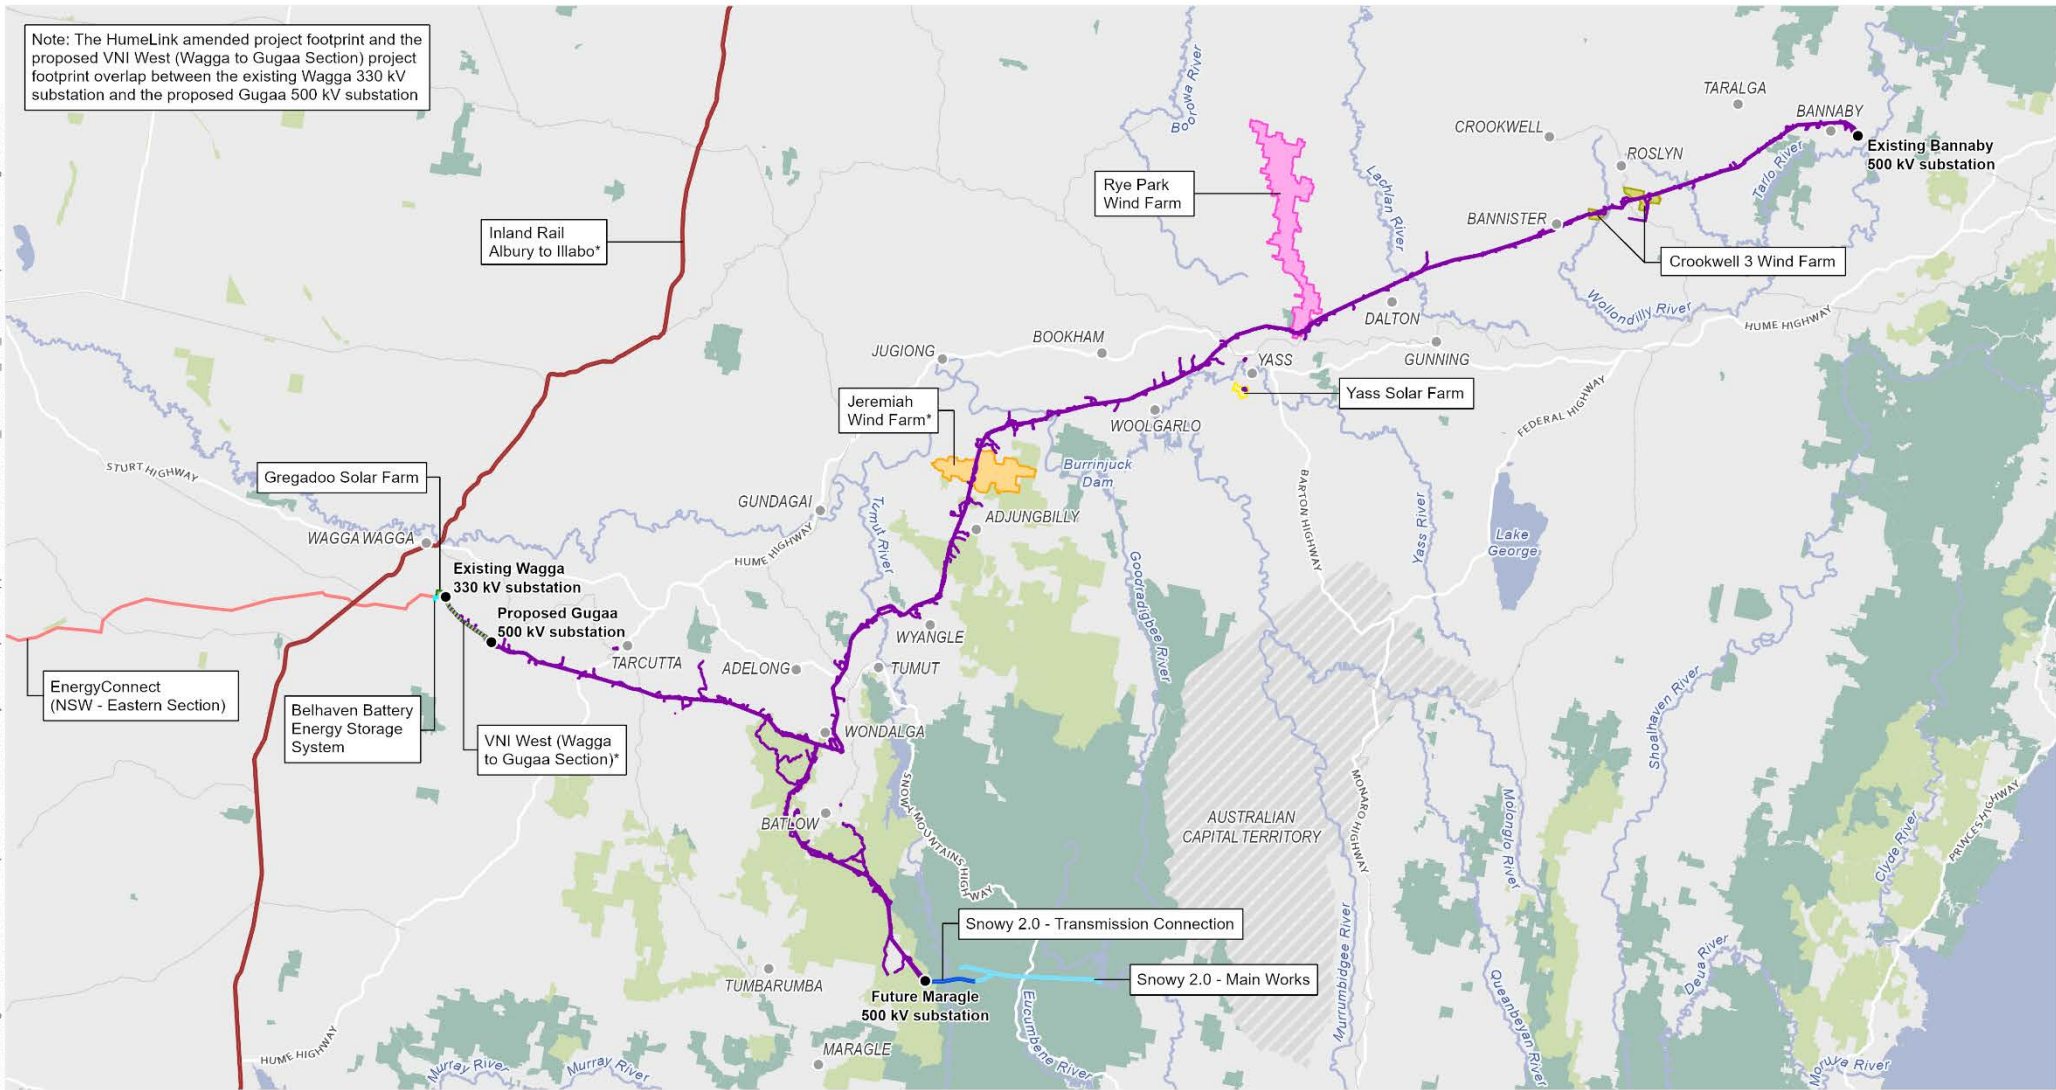 Note: The HumeLink amended project footprint and the
proposed VNI West (Wagga to Gugaa Section) project
footprint overlap between the existing Wagga 330 kV
substation and the proposed Gugaa 500 kV substation
Boorowa River
TARALGA
BANNABY
CROOKWELL
Existing Bannaby
500 kV substation
ROSLYN
Tarlo River
Rye Park
Wind Farm
Lachlan River
BANNISTER
Inland Rail
Albury to Illabo*
Crookwell 3 Wind Farm
Wollondilly River
HUME HIGHWAY
DALTON
BOOKHAM
JUGIONG
YASS
GUNNING
Jeremiah
Wind Farm*
Yass Solar Farm
FEDERAL HIGHWAY
WOOLGARLO
STURT HIGHWAY
Gregadoo Solar Farm
Burrinjuck
Dam
BARTON HIGHWAY
Yass River
GUNDAGAI
Tumut River
ADJUNGBILLY
Lake
George
WAGGA WAGGA
HUME HIGHWAY
Goodradigbee River
Existing Wagga
330 kV substation
Proposed Gugaa
500 kV substation
WYANGLE
TARCUTTA
ADELONG
TUMUT
EnergyConnect
(NSW - Eastern Section)
Belhaven Battery
Energy Storage
System
VNI West (Wagga
to Gugaa Section)*
WONDALGA
Shoalhaven River
SNOWY MOUNTAINS HIGHWAY
MONARO HIGHWAY
Molonglo River
BATLOW
AUSTRALIAN
CAPITAL TERRITORY
PRINCES HIGHWAY
Clyde River
Snowy 2.0 - Transmission Connection
Murrumbidgee River
Queanbeyan River
Deua River
Snowy 2.0 - Main Works
TUMBARUMBA
Future Maragle
500 kV substation
Eucumbene River
HUME HIGHWAY
MARAGLE
Murray River
Murray River
Moruya River